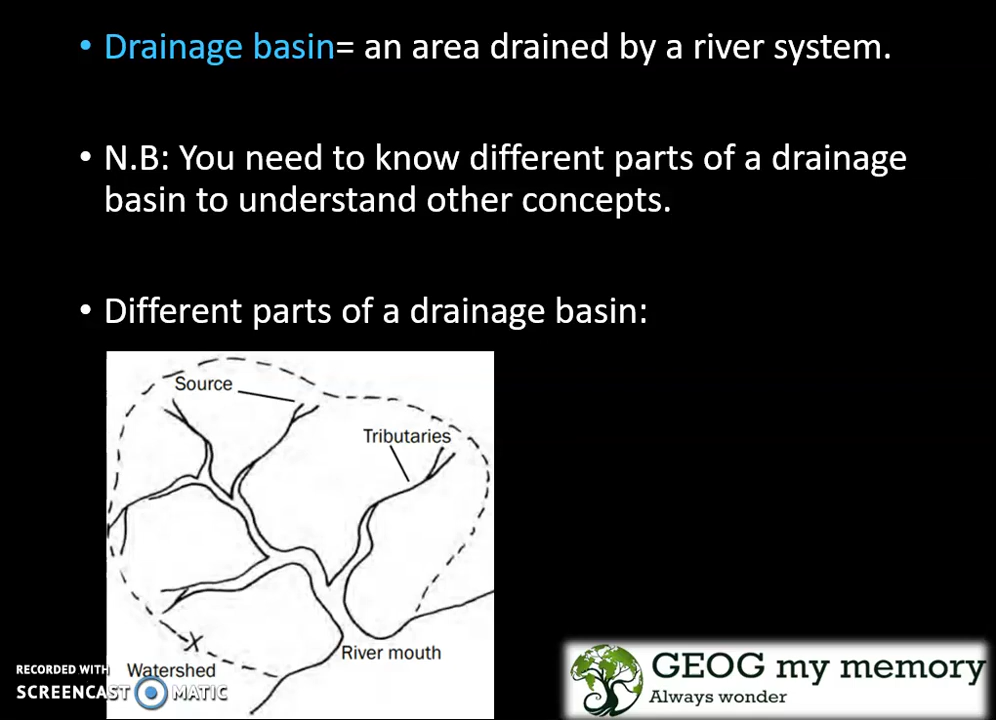 • Drainage basin= an area drained by a river system.
• N.B: You need to know different parts of a drainage
basin to understand other concepts.
• Different parts of a drainage basin:
Source
Tributaries
X
River mouth
Watershed
RECORDED WITH
SCREENCAST MATIC
GEOG my memory
Always wonder